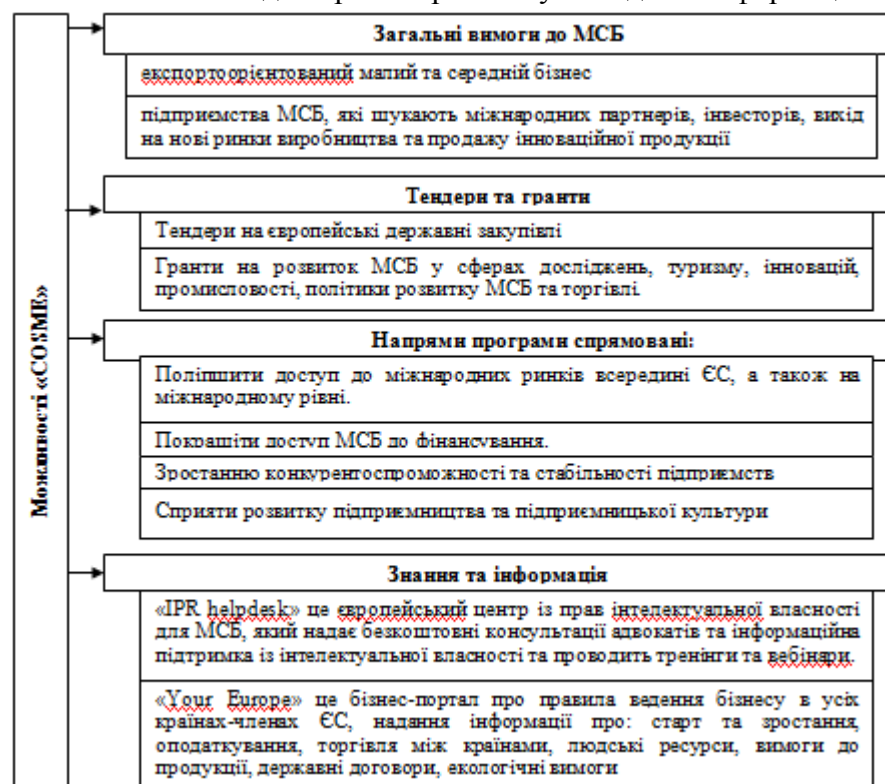 Можливості «COSME»
Загальні вимоги до МСБ
експортоорієнтований малий та середній бізнес
підприємства МСБ, які шукають міжнародних партнерів, інвесторів, вихід
на нові ринки виробництва та продажу інноваційної продукції
Тендери та гранти
Тендери на європейські державні закупівлі
Гранти на розвиток МСБ у сферах досліджень, туризму, інновацій,
промисловості, політики розвитку МСБ та торгівлі.
Напрями програми спрямовані:
Поліпшити доступ до міжнародних ринків всередині ЄС, а також на
міжнародному рівні.
Покращіти доступ МСБ до фінансування.
Зростанню конкурентоспроможності та стабільності підприємств
Сприяти розвитку підприємництва та підприємницької культури
Знання та інформація
«IPR helpdesk» це європейський центр із прав інтелектуальної власності
для МСБ, який надає безкоштовні консультації адвокатів та інформаційна
підтримка із інтелектуальної власності та проводить тренінги та вебінари.
«Your Europe» це бізнес-портал про правила ведення бізнесу в усіх
країнах-членах ЄС, надання інформації про: старт та зростання,
оподаткування, торгівля між країнами, людські ресурси, вимоги до
продукції, державні договори, екологічні вимоги